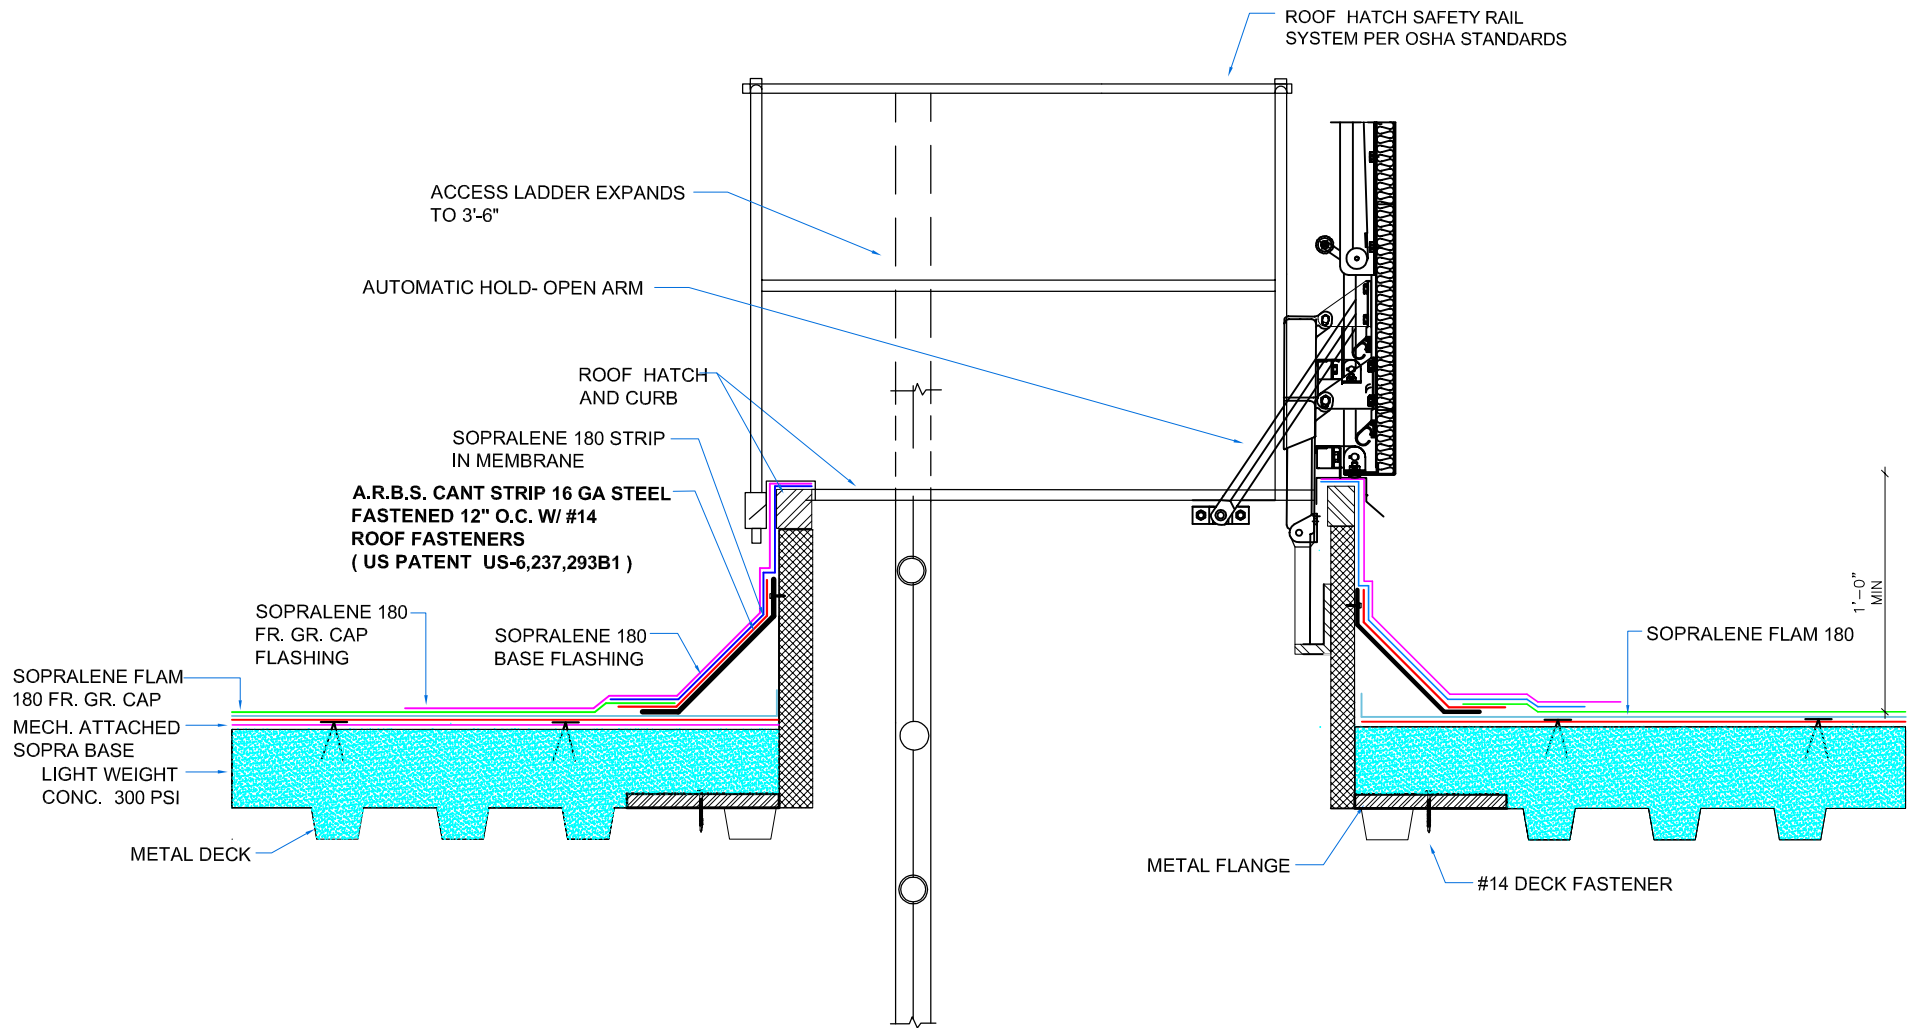 ROOF HATCH SAFETY RAIL
SYSTEM PER OSHA STANDARDS
ACCESS LADDER EXPANDS
TO 3'-6"
AUTOMATIC HOLD- OPEN ARM
ROOF HATCH
AND CURB
SOPRALENE 180 STRIP
IN MEMBRANE
A.R.B.S. CANT STRIP 16 GA STEEL
FASTENED 12" O.C. W/ #14
ROOF FASTENERS
( US PATENT US-6,237,293B1 )
SOPRALENE 180
FR. GR. CAP
FLASHING
SOPRALENE 180
BASE FLASHING
SOPRALENE FLAM
180 FR. GR. CAP
MECH. ATTACHED
SOPRA BASE
LIGHT WEIGHT
CONC. 300 PSI
METAL DECK
1'-0"
MIN
SOPRALENE FLAM 180
METAL FLANGE
#14 DECK FASTENER